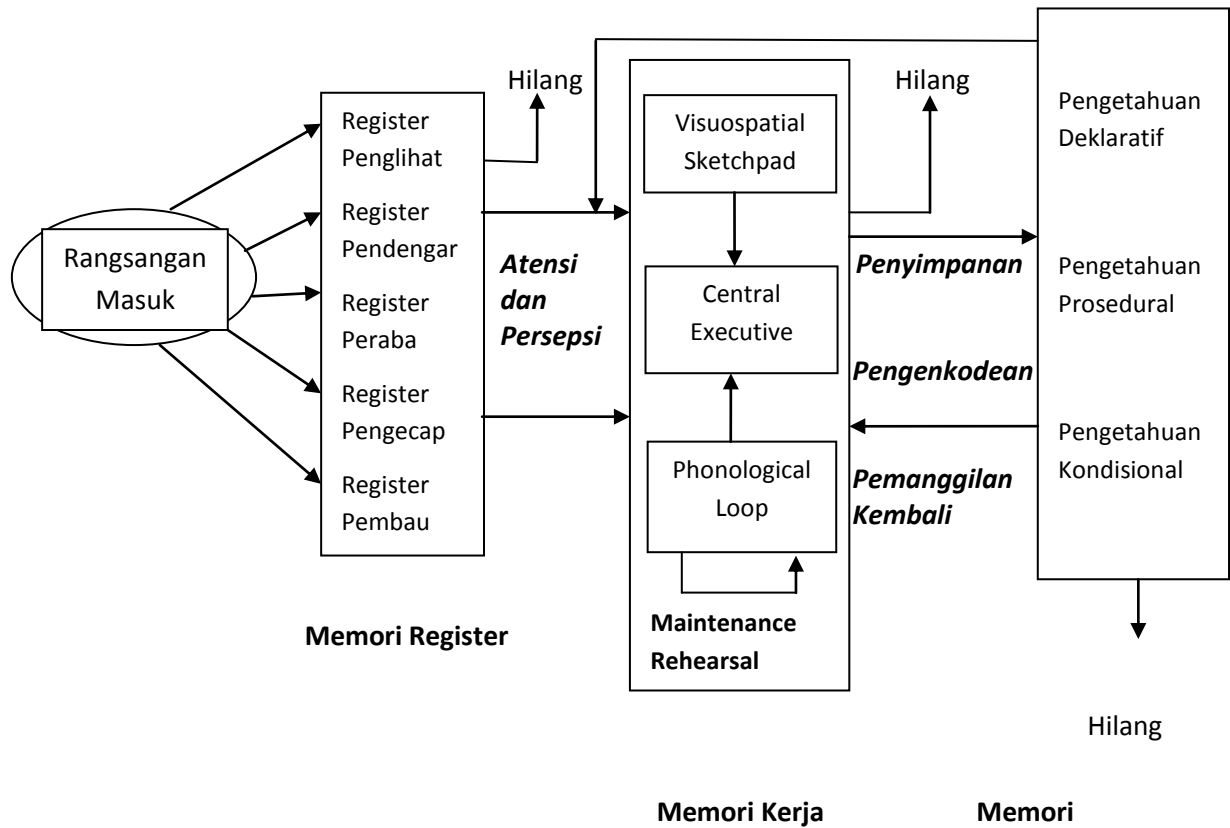 Rangsangan
Masuk
Register
Penglihat
Register
Pendengar
Register
Peraba
Register
Pengecap
Register
Pembau
Memori Register
Hilang
Atensi
dan
Persepsi
Visuospatial
Sketchpad
Central
Executive
Phonological
Loop
Maintenance
Rehearsal
Memori Kerja
Hilang
Penyimpanan
Pengenkodean
Pemanggilan
Kembali
Pengetahuan
Deklaratif
Pengetahuan
Prosedural
Pengetahuan
Kondisional
Hilang
Memori